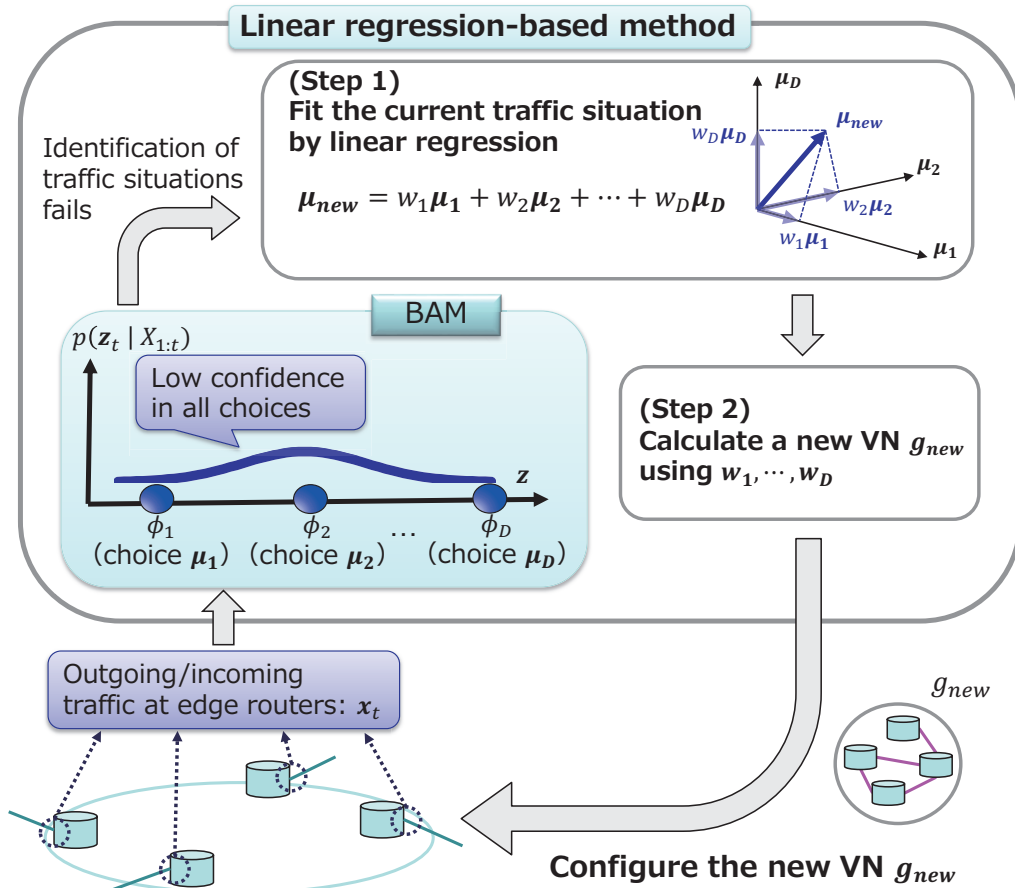 Linear regression-based method
(Step 1)
Fit the current traffic situation
by linear regression
μ_new = w_1μ_1 + w_2μ_2 + ⋯ + w_Dμ_D
μ_D
μ_new
w_Dμ_D
μ_2
w_2μ_2
w_1μ_1
μ_1
Identification of
traffic situations
fails
BAM
p(z_t | X_{1:t})
Low confidence
in all choices
z
ϕ_1 ϕ_2 ⋯ ϕ_D
(choice μ_1) (choice μ_2) (choice μ_D)
(Step 2)
Calculate a new VN g_new
using w_1, ⋯ , w_D
Outgoing/incoming
traffic at edge routers: x_t
g_new
Configure the new VN g_new